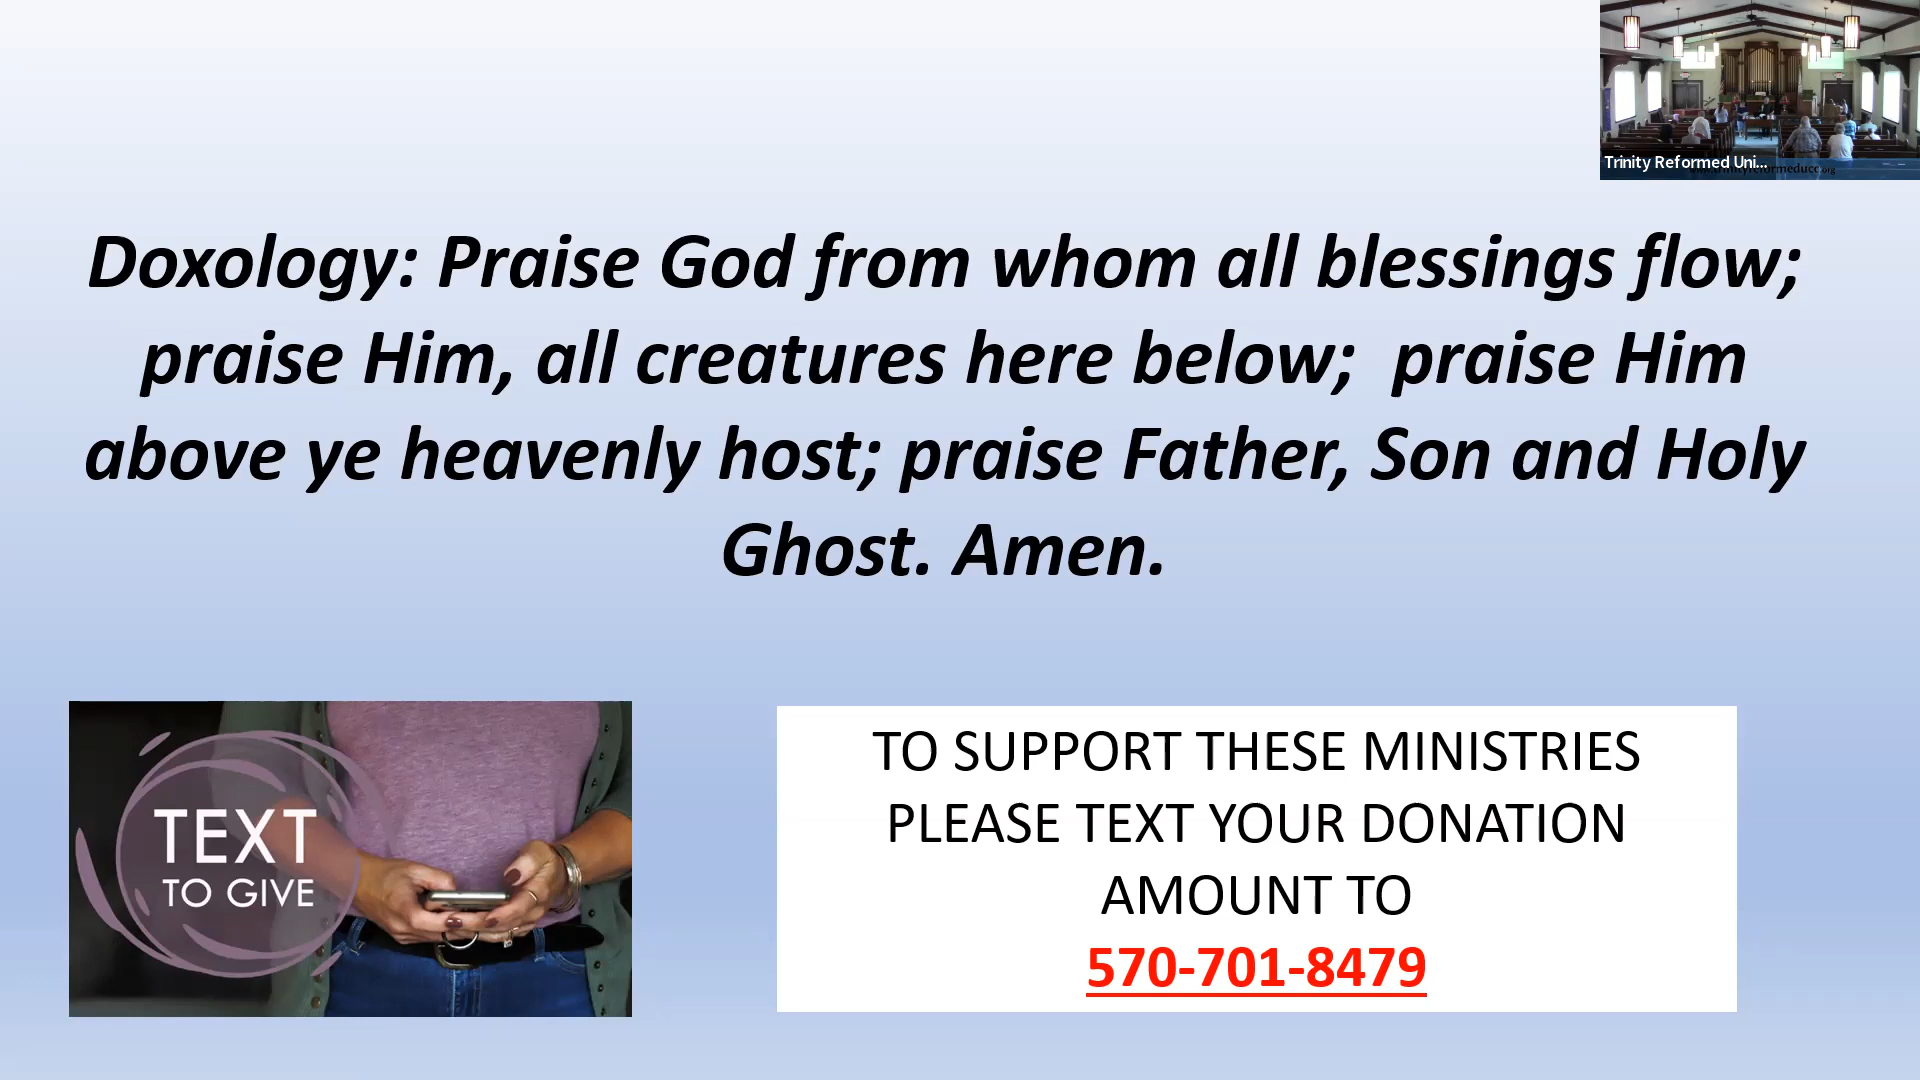 Trinity Reformed Uni...
Doxology: Praise God from whom all blessings flow;
praise Him, all creatures here below; praise Him
above ye heavenly host; praise Father, Son and Holy
Ghost. Amen.
TEXT
TO GIVE
TO SUPPORT THESE MINISTRIES
PLEASE TEXT YOUR DONATION
AMOUNT TO
570-701-8479